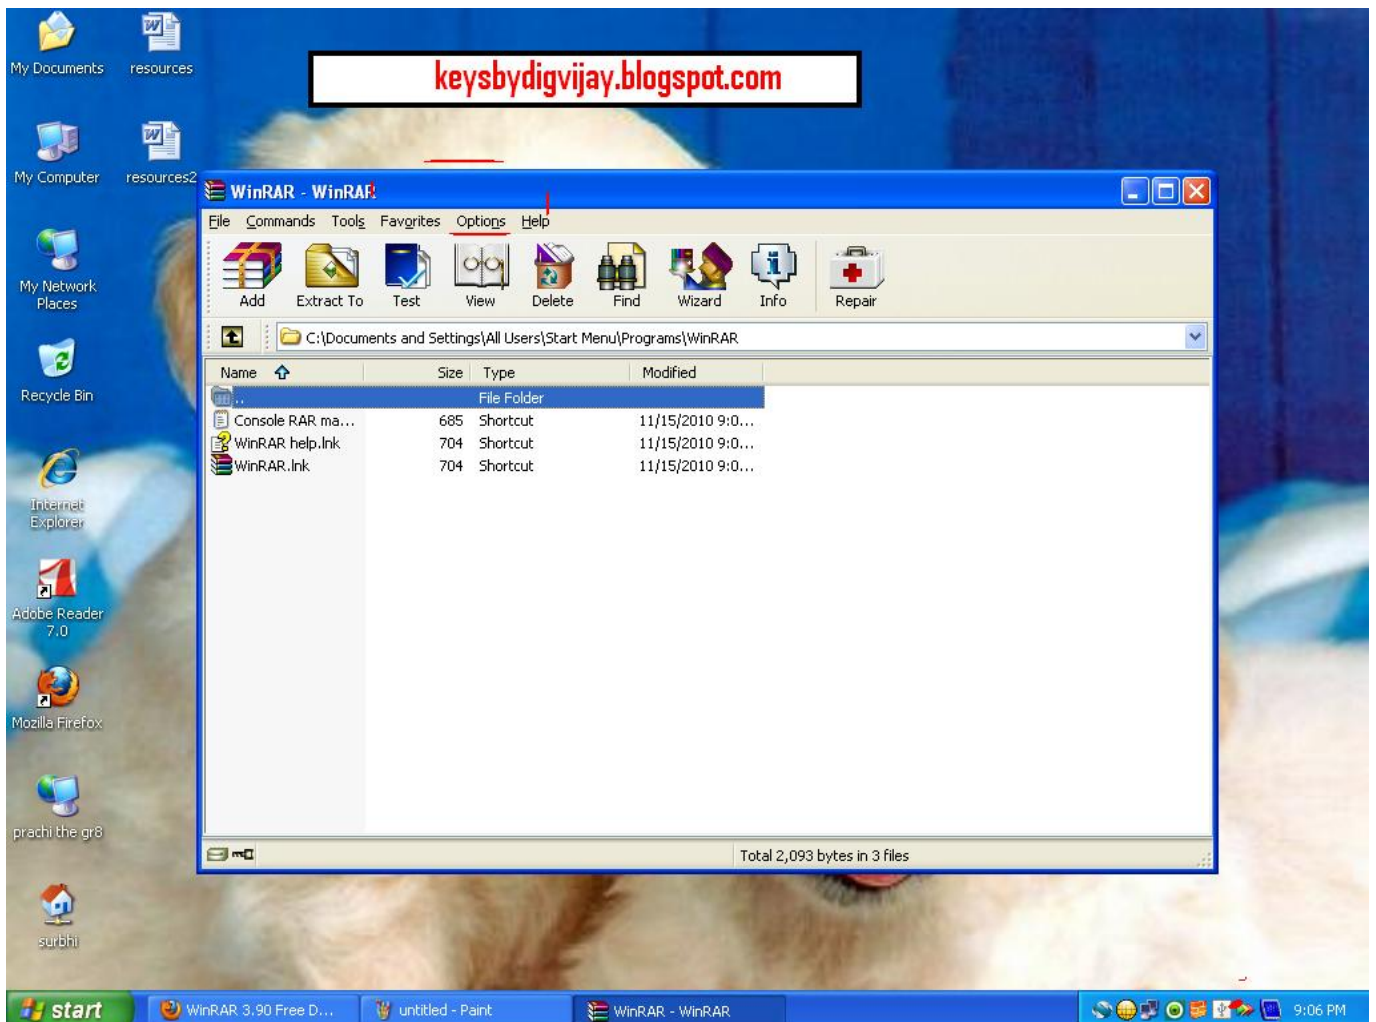 My Documents
resources
keysbydigvijay.blogspot.com
My Computer
resources2
WinRAR - WinRAR
File Commands Tools Favorites Options Help
Add Extract To Test View Delete Find Wizard Info Repair
My Network
Places
C:\Documents and Settings\All Users\Start Menu\Programs\WinRAR
Name Size Type Modified
.. File Folder
Recycle Bin
Console RAR ma... 685 Shortcut 11/15/2010 9:0...
WinRAR help.lnk 704 Shortcut 11/15/2010 9:0...
WinRAR.lnk 704 Shortcut 11/15/2010 9:0...
Internet
Explorer
Adobe Reader
7.0
Mozilla Firefox
prachi the gr8
Total 2,093 bytes in 3 files
surbhi
start
WinRAR 3.90 Free D...
untitled - Paint
WinRAR - WinRAR
9:06 PM